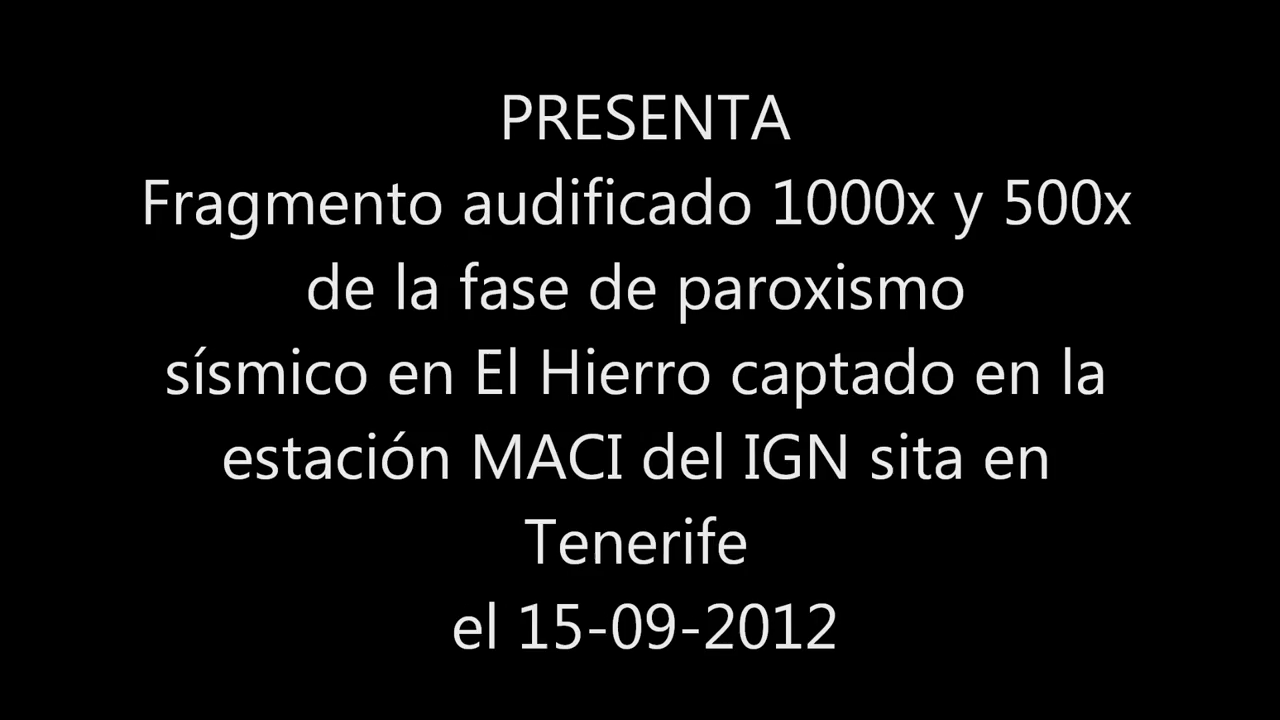 PRESENTA
Fragmento audificado 1000x y 500x
de la fase de paroxismo
sísmico en El Hierro captado en la
estación MACI del IGN sita en
Tenerife
el 15-09-2012